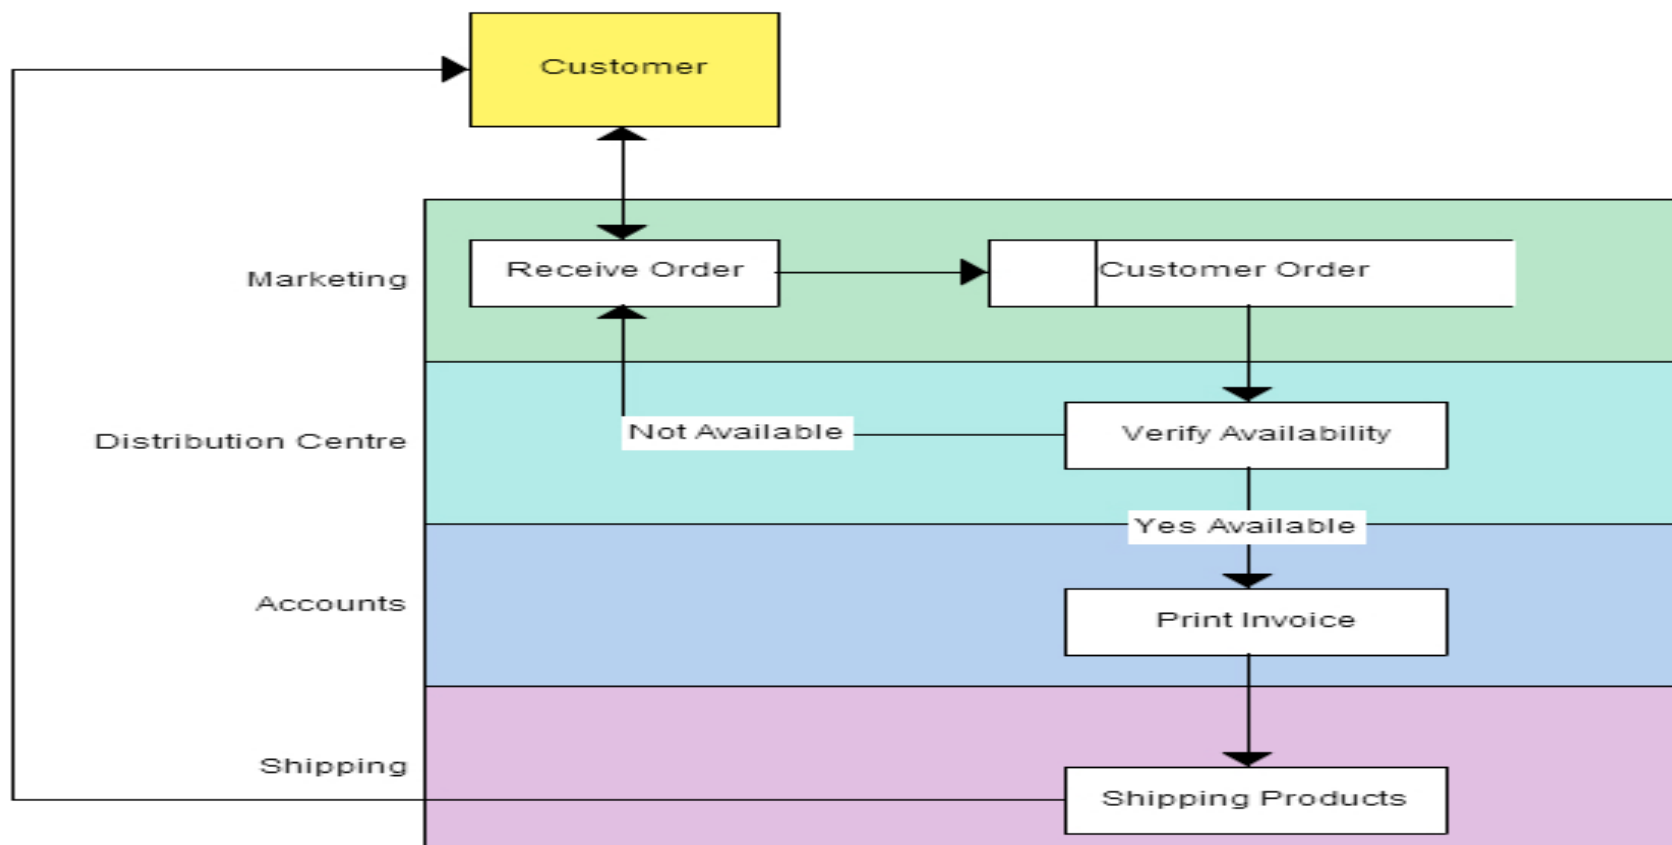 Customer
Marketing
Receive Order
Customer Order
Distribution Centre
Not Available
Verify Availability
Yes Available
Accounts
Print Invoice
Shipping
Shipping Products